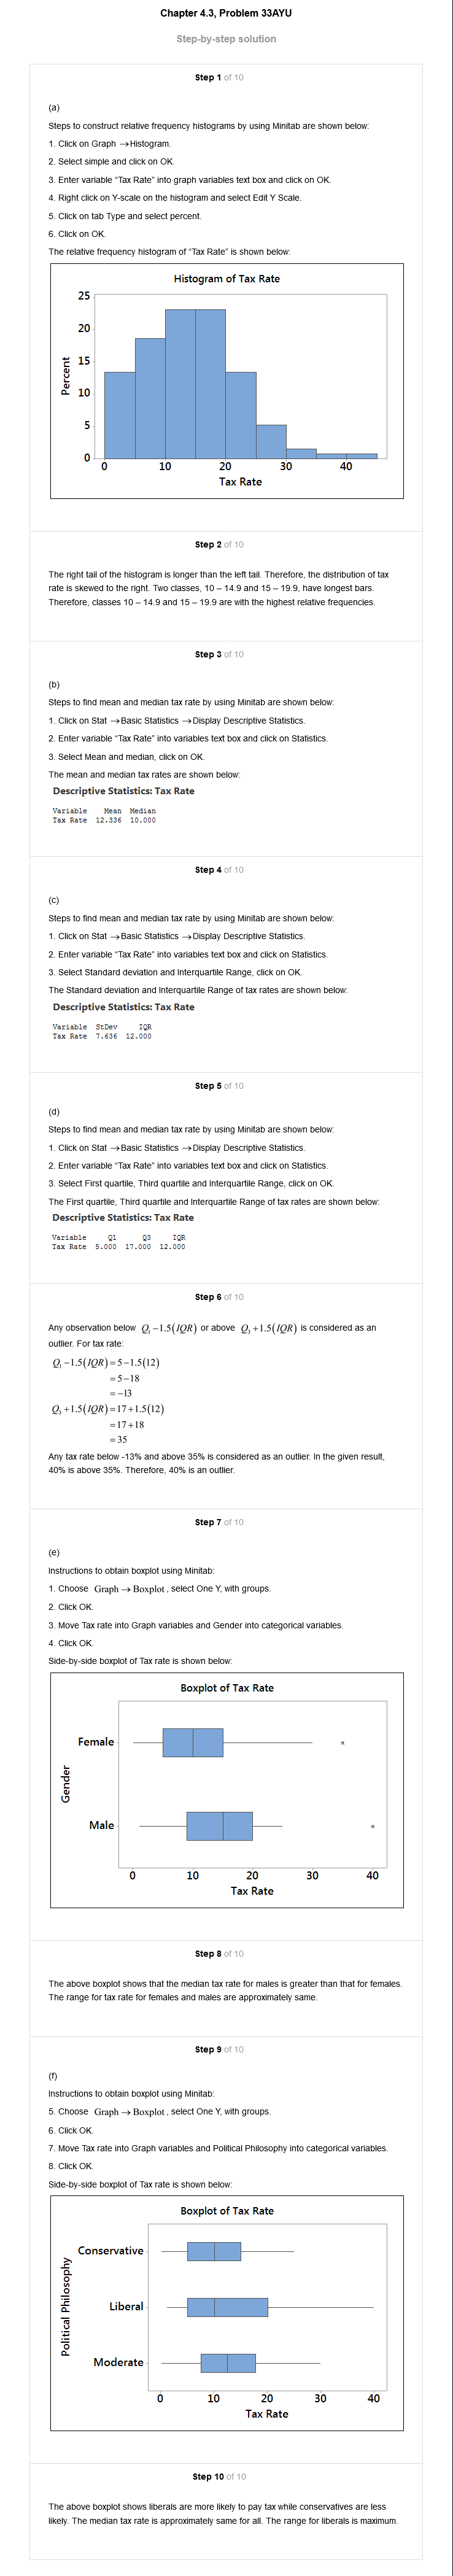 Chapter 4.3, Problem 33AYU
Step-by-step solution
Step 1 of 10
(a)
Steps to construct relative frequency histograms by using Minitab are shown below:
1. Click on Graph →Histogram.
2. Select simple and click on OK.
3. Enter variable “Tax Rate” into graph variables text box and click on OK.
4. Right click on Y-scale on the histogram and select Edit Y Scale.
5. Click on tab Type and select percent.
6. Click on OK.
The relative frequency histogram of “Tax Rate” is shown below:
Histogram of Tax Rate
25
20
15
10
5
0
Percent
0 10 20 30 40
Tax Rate
Step 2 of 10
The right tail of the histogram is longer than the left tail. Therefore, the distribution of tax
rate is skewed to the right. Two classes, 10 – 14.9 and 15 – 19.9, have longest bars.
Therefore, classes 10 – 14.9 and 15 – 19.9 are with the highest relative frequencies.
Step 3 of 10
(b)
Steps to find mean and median tax rate by using Minitab are shown below:
1. Click on Stat →Basic Statistics →Display Descriptive Statistics.
2. Enter variable “Tax Rate” into variables text box and click on Statistics.
3. Select Mean and median, click on OK.
The mean and median tax rates are shown below:
Descriptive Statistics: Tax Rate
Variable Mean Median
Tax Rate 12.336 10.000
Step 4 of 10
(c)
Steps to find mean and median tax rate by using Minitab are shown below:
1. Click on Stat →Basic Statistics →Display Descriptive Statistics.
2. Enter variable “Tax Rate” into variables text box and click on Statistics.
3. Select Standard deviation and Interquartile Range, click on OK.
The Standard deviation and Interquartile Range of tax rates are shown below:
Descriptive Statistics: Tax Rate
Variable StDev IQR
Tax Rate 7.636 12.000
Step 5 of 10
(d)
Steps to find mean and median tax rate by using Minitab are shown below:
1. Click on Stat →Basic Statistics →Display Descriptive Statistics.
2. Enter variable “Tax Rate” into variables text box and click on Statistics.
3. Select First quartile, Third quartile and Interquartile Range, click on OK.
The First quartile, Third quartile and Interquartile Range of tax rates are shown below:
Descriptive Statistics: Tax Rate
Variable Q1 Q3 IQR
Tax Rate 5.000 17.000 12.000
Step 6 of 10
Any observation below Q₁ −1.5(IQR) or above Q₃ +1.5(IQR) is considered as an
outlier. For tax rate:
Q₁ −1.5(IQR) = 5−1.5(12)
= 5−18
= −13
Q₃ +1.5(IQR) = 17+1.5(12)
= 17+18
= 35
Any tax rate below -13% and above 35% is considered as an outlier. In the given result,
40% is above 35%. Therefore, 40% is an outlier.
Step 7 of 10
(e)
Instructions to obtain boxplot using Minitab:
1. Choose Graph → Boxplot, select One Y, with groups.
2. Click OK.
3. Move Tax rate into Graph variables and Gender into categorical variables.
4. Click OK.
Side-by-side boxplot of Tax rate is shown below:
Boxplot of Tax Rate
Female
Gender
Male
0 10 20 30 40
Tax Rate
Step 8 of 10
The above boxplot shows that the median tax rate for males is greater than that for females.
The range for tax rate for females and males are approximately same.
Step 9 of 10
(f)
Instructions to obtain boxplot using Minitab:
5. Choose Graph → Boxplot, select One Y, with groups.
6. Click OK.
7. Move Tax rate into Graph variables and Political Philosophy into categorical variables.
8. Click OK.
Side-by-side boxplot of Tax rate is shown below:
Boxplot of Tax Rate
Conservative
Political Philosophy
Liberal
Moderate
0 10 20 30 40
Tax Rate
Step 10 of 10
The above boxplot shows liberals are more likely to pay tax while conservatives are less
likely. The median tax rate is approximately same for all. The range for liberals is maximum.